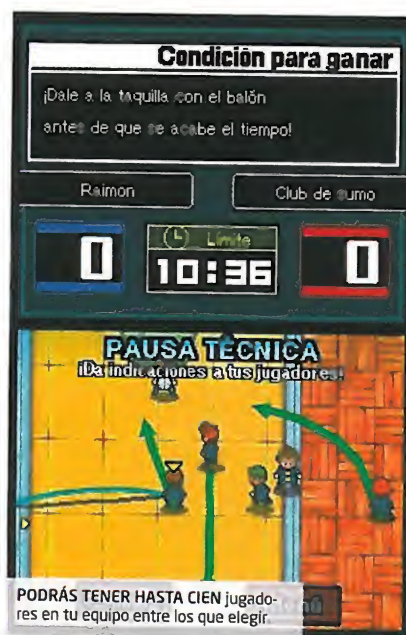 Condición para ganar
¡Dale a la taquilla con el balón
antes de que se acabe el tiempo!
Raimon
Club de sumo
0
Límite
10:36
0
PAUSA TÉCNICA
¡Da indicaciones a tus jugadores!
PODRÁS TENER HASTA CIEN jugado-
res en tu equipo entre los que elegir.